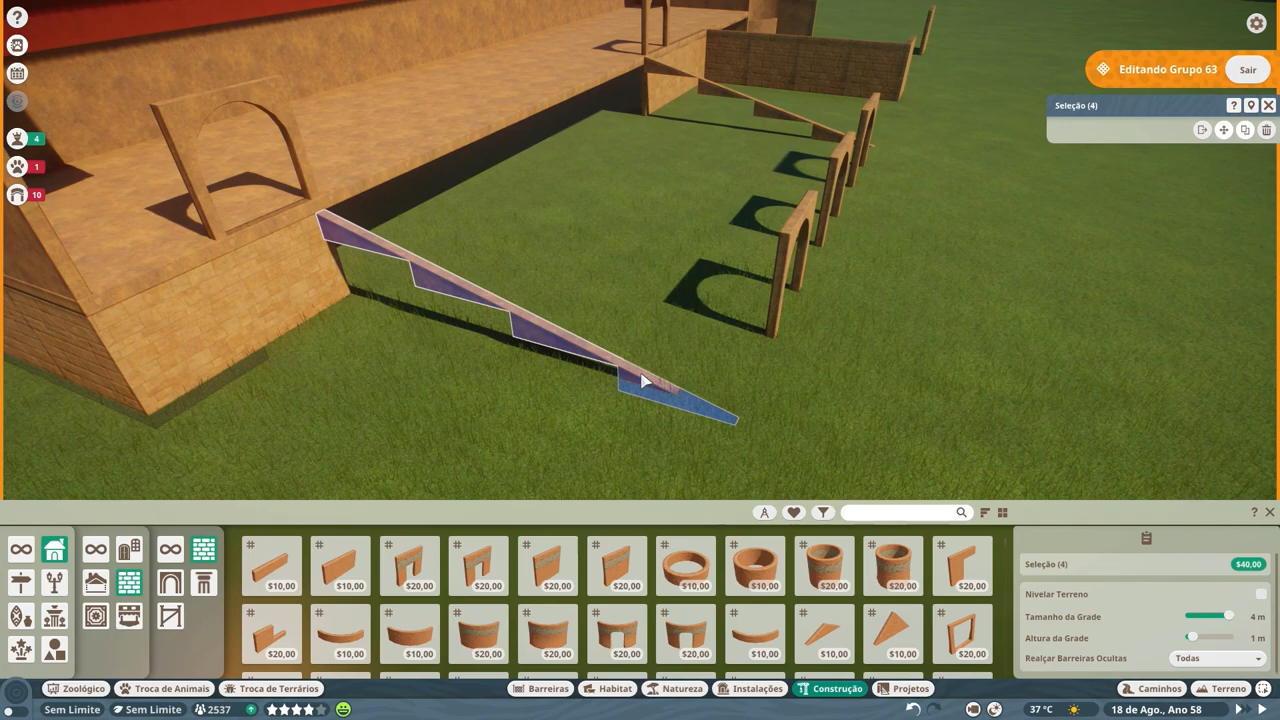 ?
Editando Grupo 63
Sair
Seleção (4)
?
4
1
10
?
$10,00
$10,00
$20,00
$20,00
$20,00
$20,00
$10,00
$10,00
$20,00
$20,00
$20,00
$20,00
$10,00
$10,00
$20,00
$20,00
$20,00
$20,00
$10,00
$10,00
$10,00
$20,00
Seleção (4)
$40,00
Nivelar Terreno
Tamanho da Grade
4 m
Altura da Grade
1 m
Realçar Barreiras Ocultas
Todas
Zoológico
Troca de Animais
Troca de Terrários
Barreiras
Habitat
Natureza
Instalações
Construção
Projetos
Caminhos
Terreno
Sem Limite
Sem Limite
2537
37 °C
18 de Ago., Ano 58